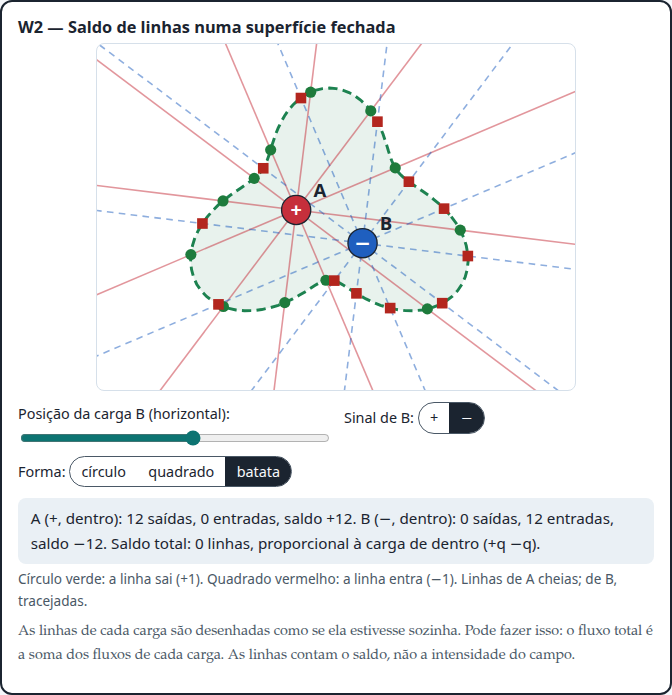 W2 — Saldo de linhas numa superfície fechada
A
+
B
−
Posição da carga B (horizontal):
Sinal de B: + −
Forma: círculo quadrado batata
A (+, dentro): 12 saídas, 0 entradas, saldo +12. B (−, dentro): 0 saídas, 12 entradas,
saldo −12. Saldo total: 0 linhas, proporcional à carga de dentro (+q −q).
Círculo verde: a linha sai (+1). Quadrado vermelho: a linha entra (−1). Linhas de A cheias; de B,
tracejadas.
As linhas de cada carga são desenhadas como se ela estivesse sozinha. Pode fazer isso: o fluxo total é
a soma dos fluxos de cada carga. As linhas contam o saldo, não a intensidade do campo.